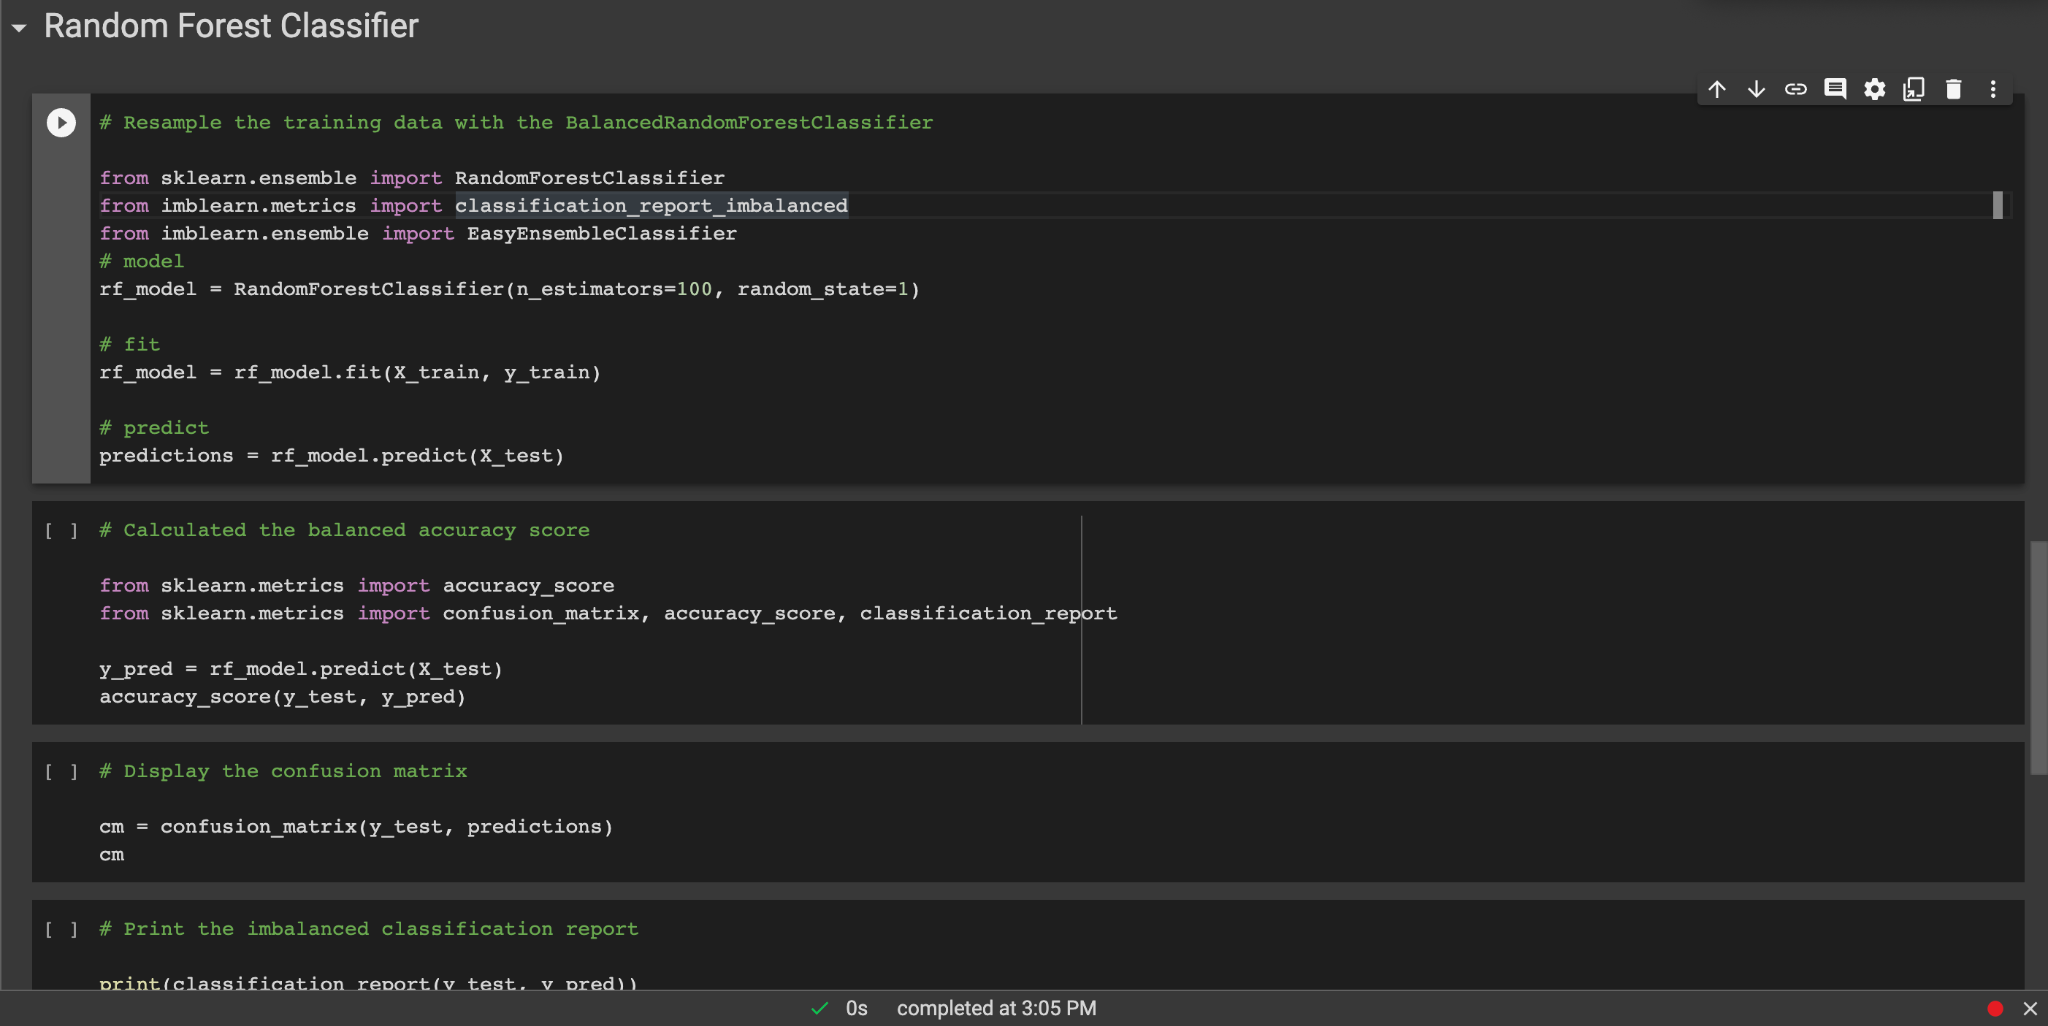 Random Forest Classifier
# Resample the training data with the BalancedRandomForestClassifier
from sklearn.ensemble import RandomForestClassifier
from imblearn.metrics import classification_report_imbalanced
from imblearn.ensemble import EasyEnsembleClassifier
# model
rf_model = RandomForestClassifier(n_estimators=100, random_state=1)
# fit
rf_model = rf_model.fit(X_train, y_train)
# predict
predictions = rf_model.predict(X_test)
[ ] # Calculated the balanced accuracy score
from sklearn.metrics import accuracy_score
from sklearn.metrics import confusion_matrix, accuracy_score, classification_report
y_pred = rf_model.predict(X_test)
accuracy_score(y_test, y_pred)
[ ] # Display the confusion matrix
cm = confusion_matrix(y_test, predictions)
cm
[ ] # Print the imbalanced classification report
print(classification_report(y_test, y_pred))
0s completed at 3:05 PM